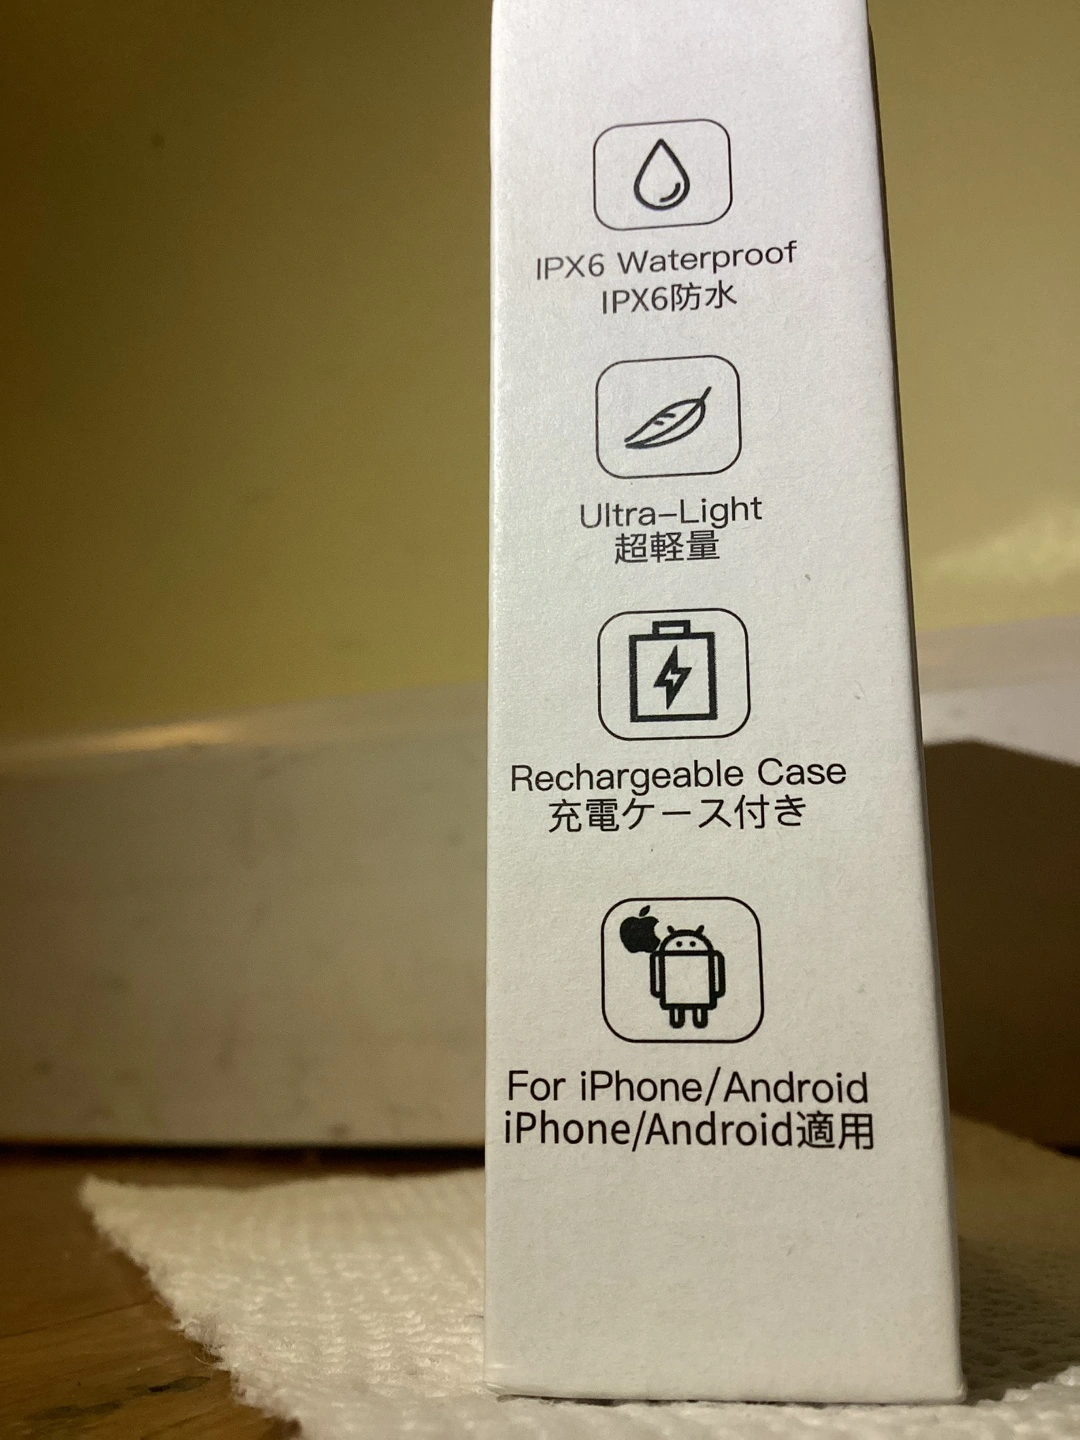 IPX6 Waterproof
IPX6防水
Ultra-Light
超軽量
Rechargeable Case
充電ケース付き
For iPhone/Android
iPhone/Android適用